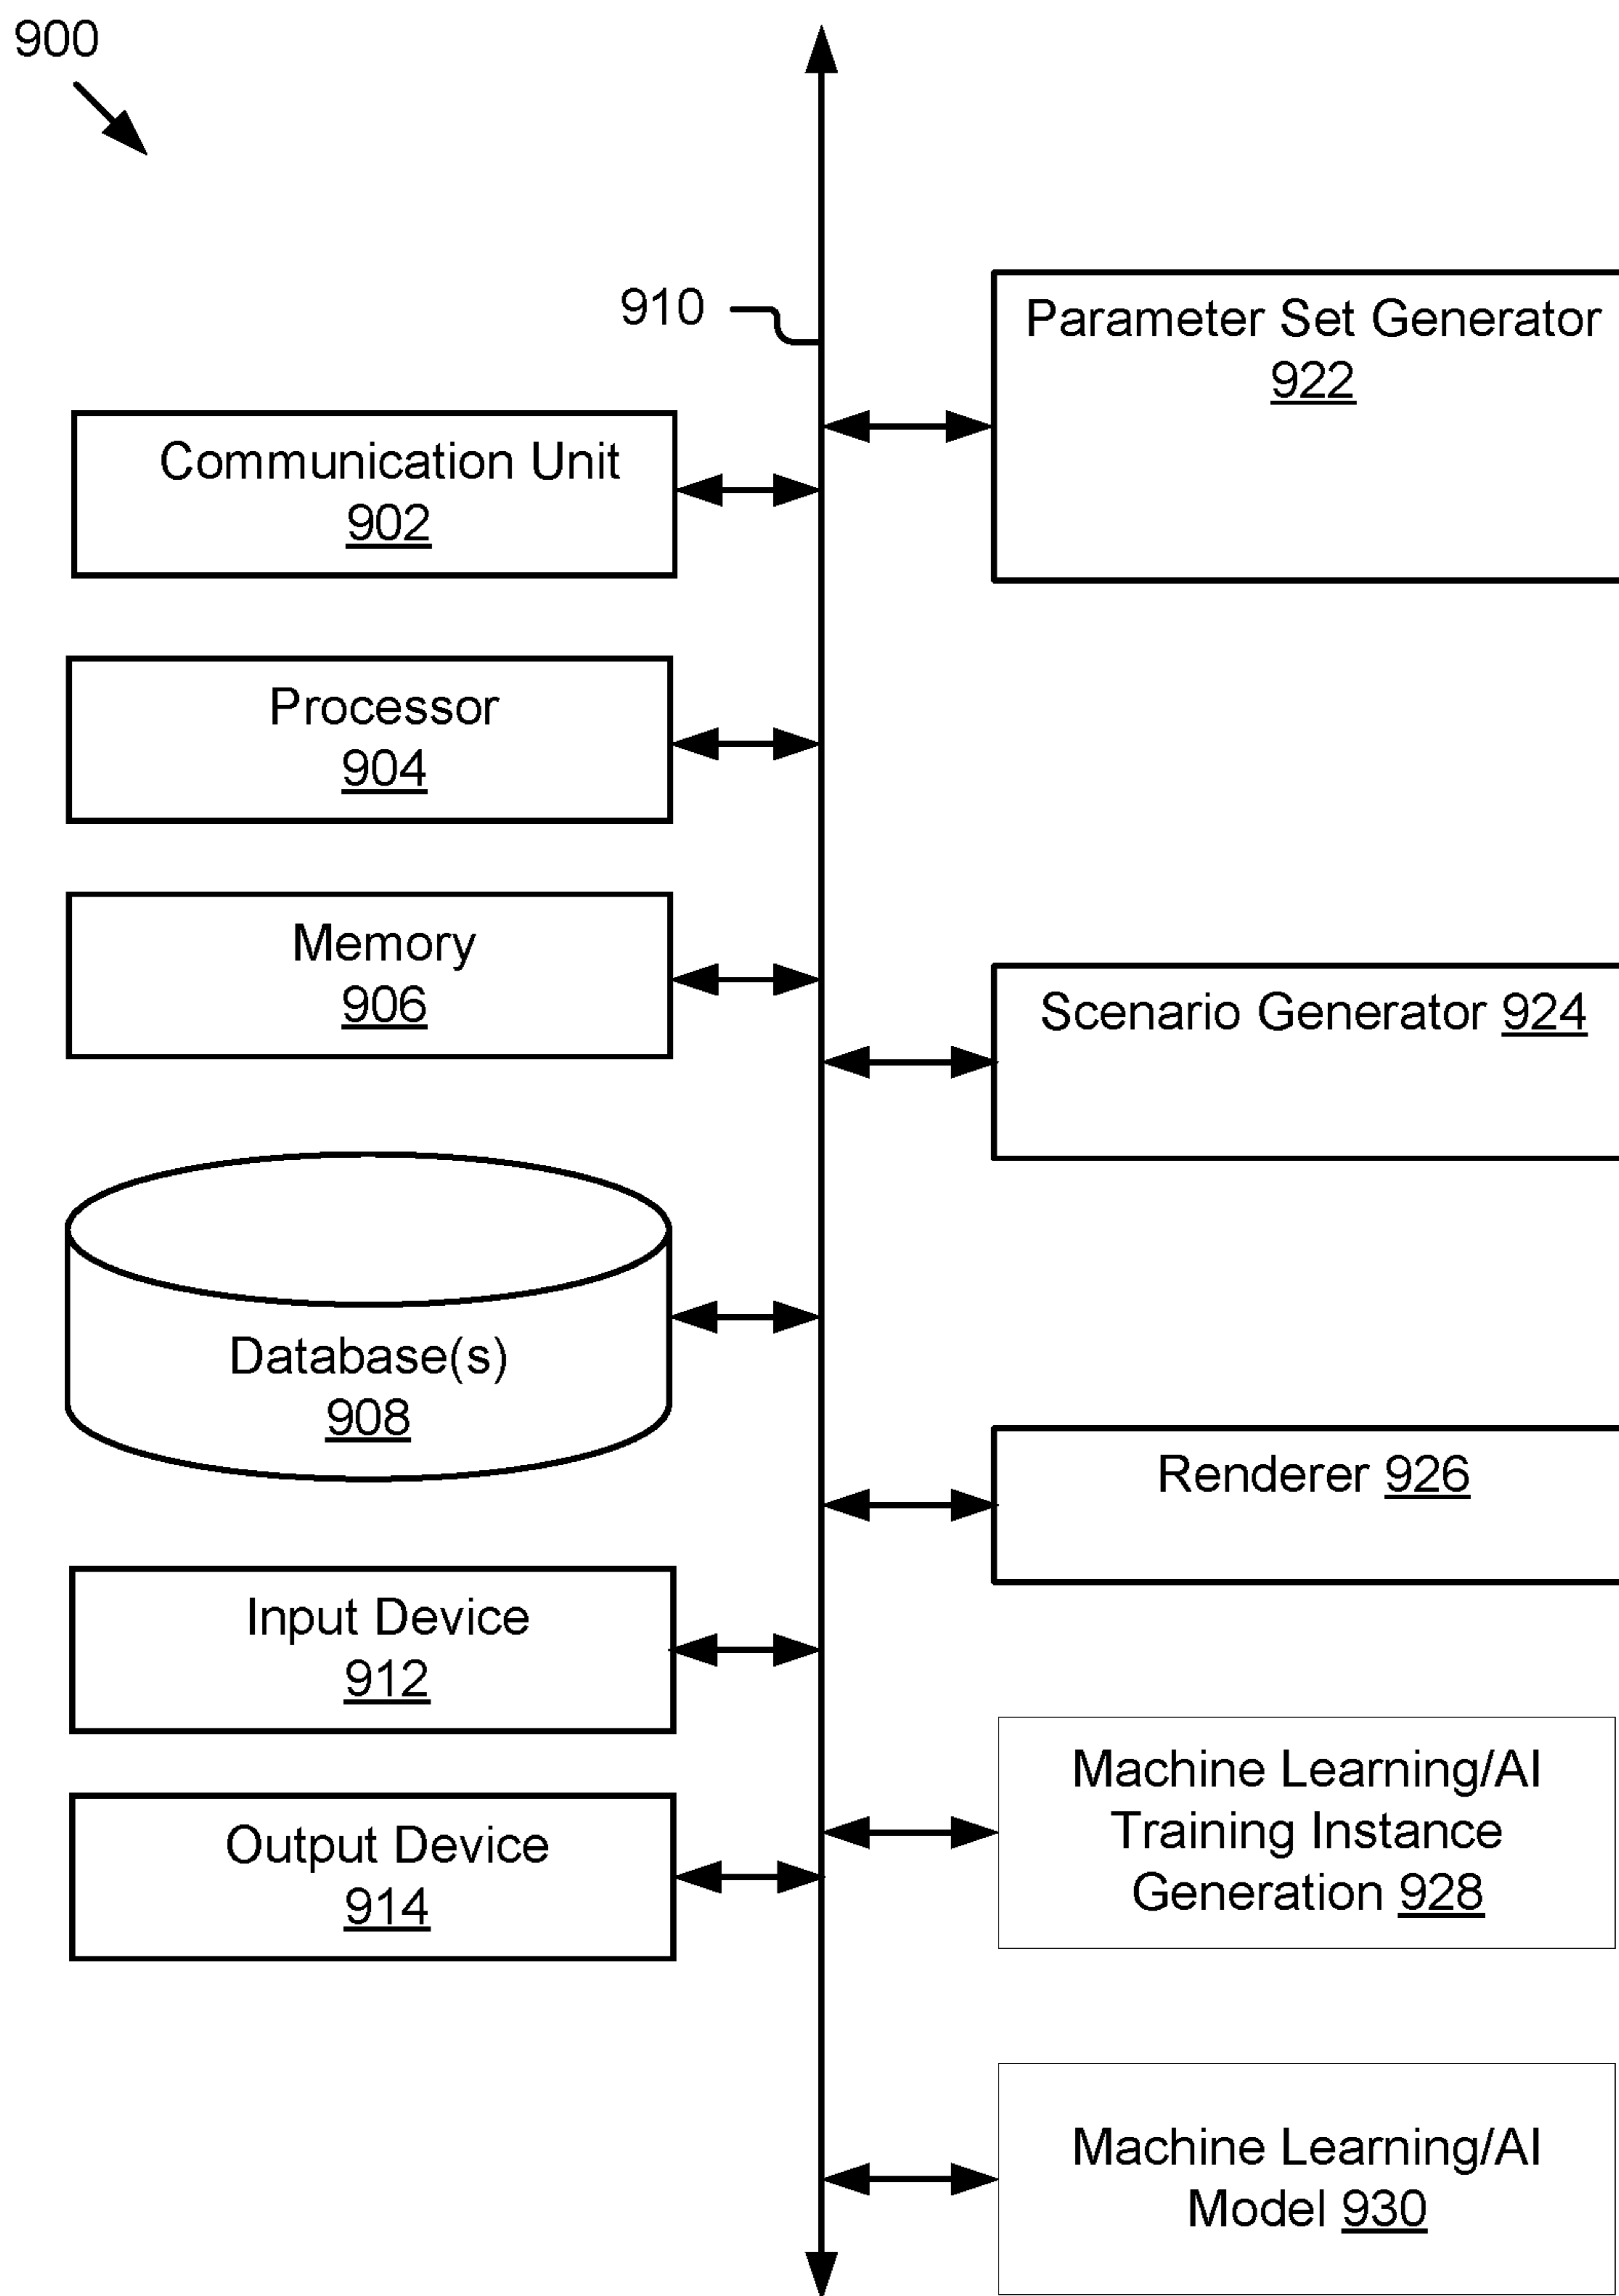 900
910
Communication Unit
902
Processor
904
Memory
906
Database(s)
908
Input Device
912
Output Device
914
Parameter Set Generator
922
Scenario Generator 924
Renderer 926
Machine Learning/AI
Training Instance
Generation 928
Machine Learning/AI
Model 930